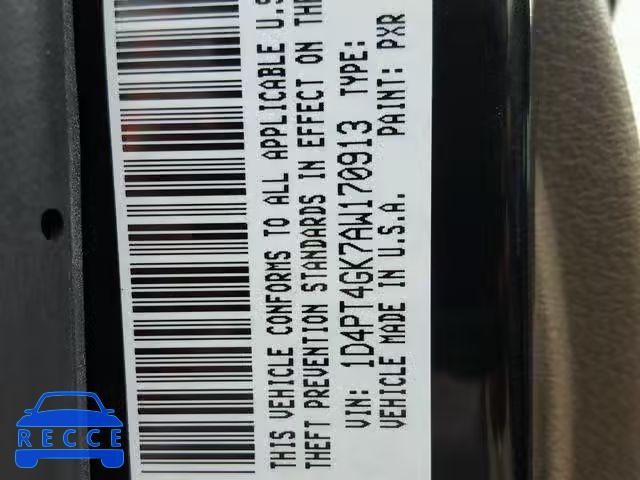 THIS VEHICLE CONFORMS TO ALL APPLICABLE U.S
THEFT PREVENTION STANDARDS IN EFFECT ON THE
VIN: 1D4PT4GK7AW170913 TYPE:
VEHICLE MADE IN U.S.A. PAINT: PXR
RECCE